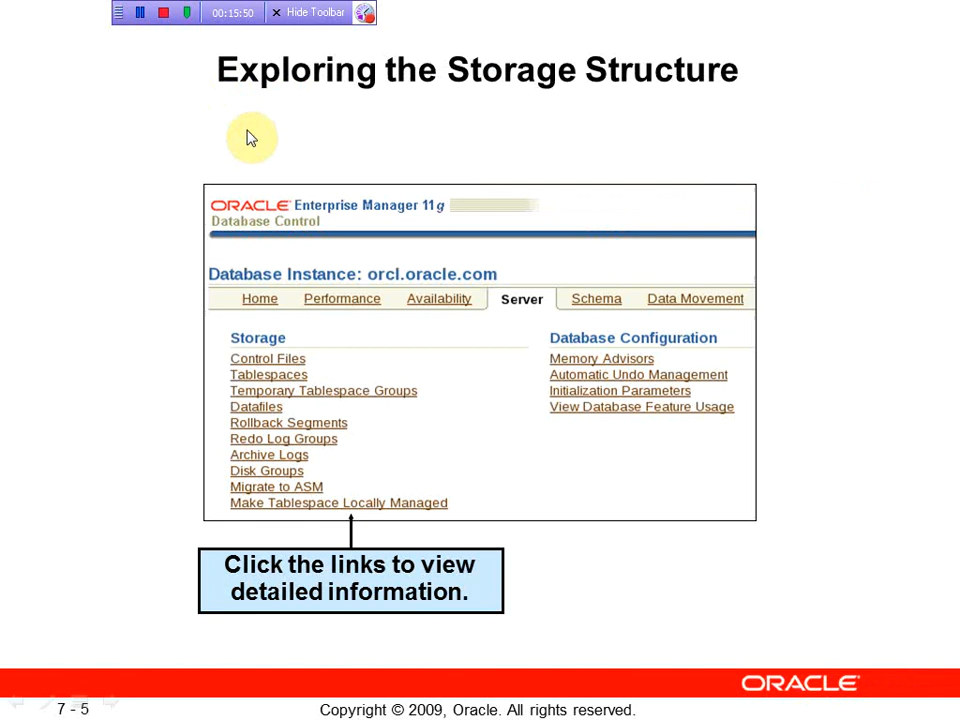 00:15:50 Hide Toolbar
Exploring the Storage Structure
ORACLE Enterprise Manager 11g
Database Control
Database Instance: orcl.oracle.com
Home Performance Availability Server Schema Data Movement
Storage Database Configuration
Control Files Memory Advisors
Tablespaces Automatic Undo Management
Temporary Tablespace Groups Initialization Parameters
Datafiles View Database Feature Usage
Rollback Segments
Redo Log Groups
Archive Logs
Disk Groups
Migrate to ASM
Make Tablespace Locally Managed
Click the links to view
detailed information.
ORACLE
7 - 5 Copyright © 2009, Oracle. All rights reserved.